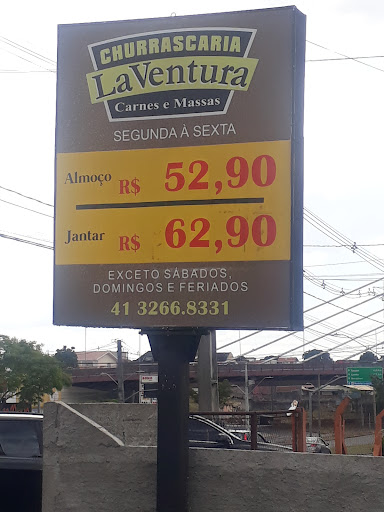 CHURRASCARIA
LaVentura
Carnes e Massas
SEGUNDA À SEXTA
Almoço R$ 52,90
Jantar R$ 62,90
EXCETO SÁBADOS,
DOMINGOS E FERIADOS
41 3266.8331